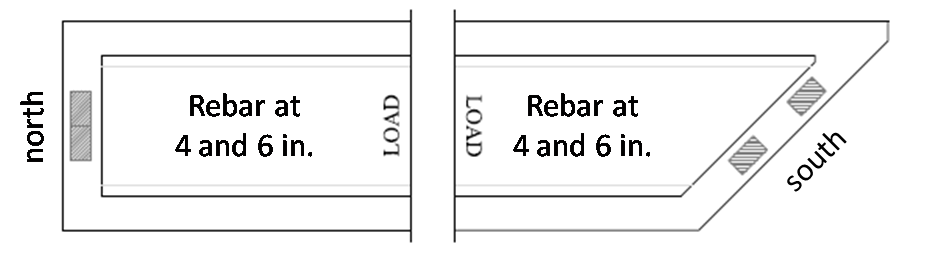 north
Rebar at
4 and 6 in.
LOAD
LOAD
Rebar at
4 and 6 in.
south